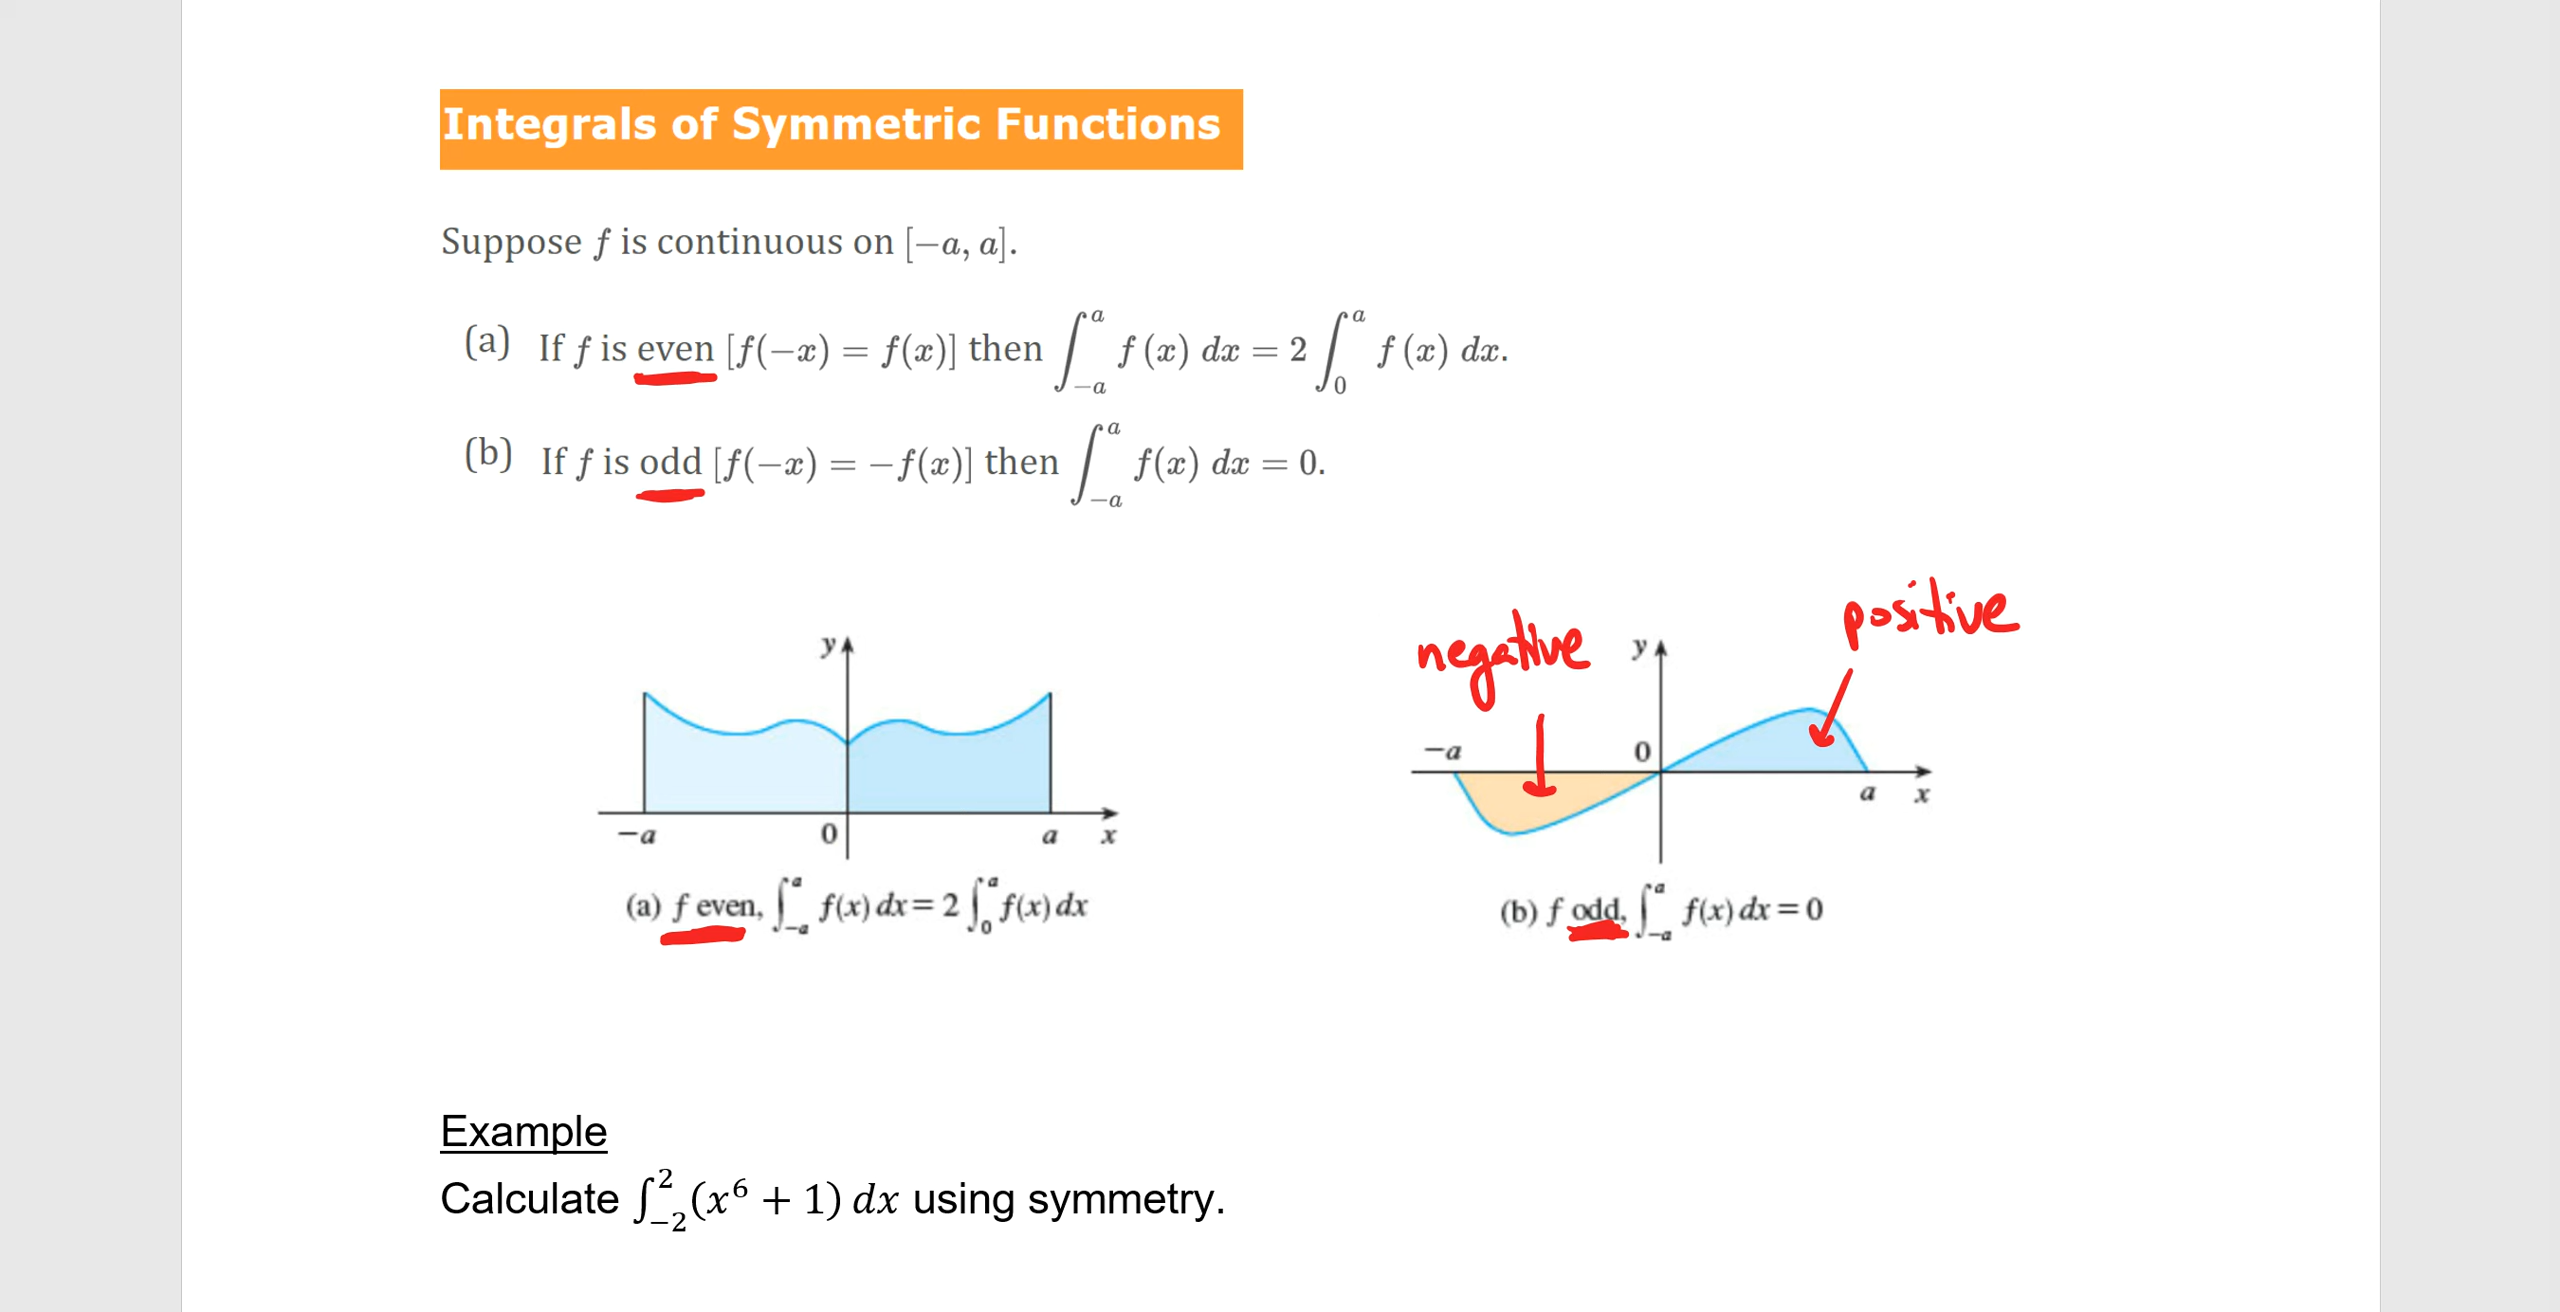 Integrals of Symmetric Functions
Suppose f is continuous on [−a, a].
(a) If f is even [f(−x) = f(x)] then ∫_{−a}^{a} f (x) dx = 2 ∫_{0}^{a} f (x) dx.
(b) If f is odd [f(−x) = −f(x)] then ∫_{−a}^{a} f(x) dx = 0.
negative
positive
y
−a 0 a x
(a) f even, ∫_{−a}^{a} f(x) dx = 2 ∫_{0}^{a} f(x) dx
y
−a 0 a x
(b) f odd, ∫_{−a}^{a} f(x) dx = 0
Example
Calculate ∫_{−2}^{2} (x⁶ + 1) dx using symmetry.